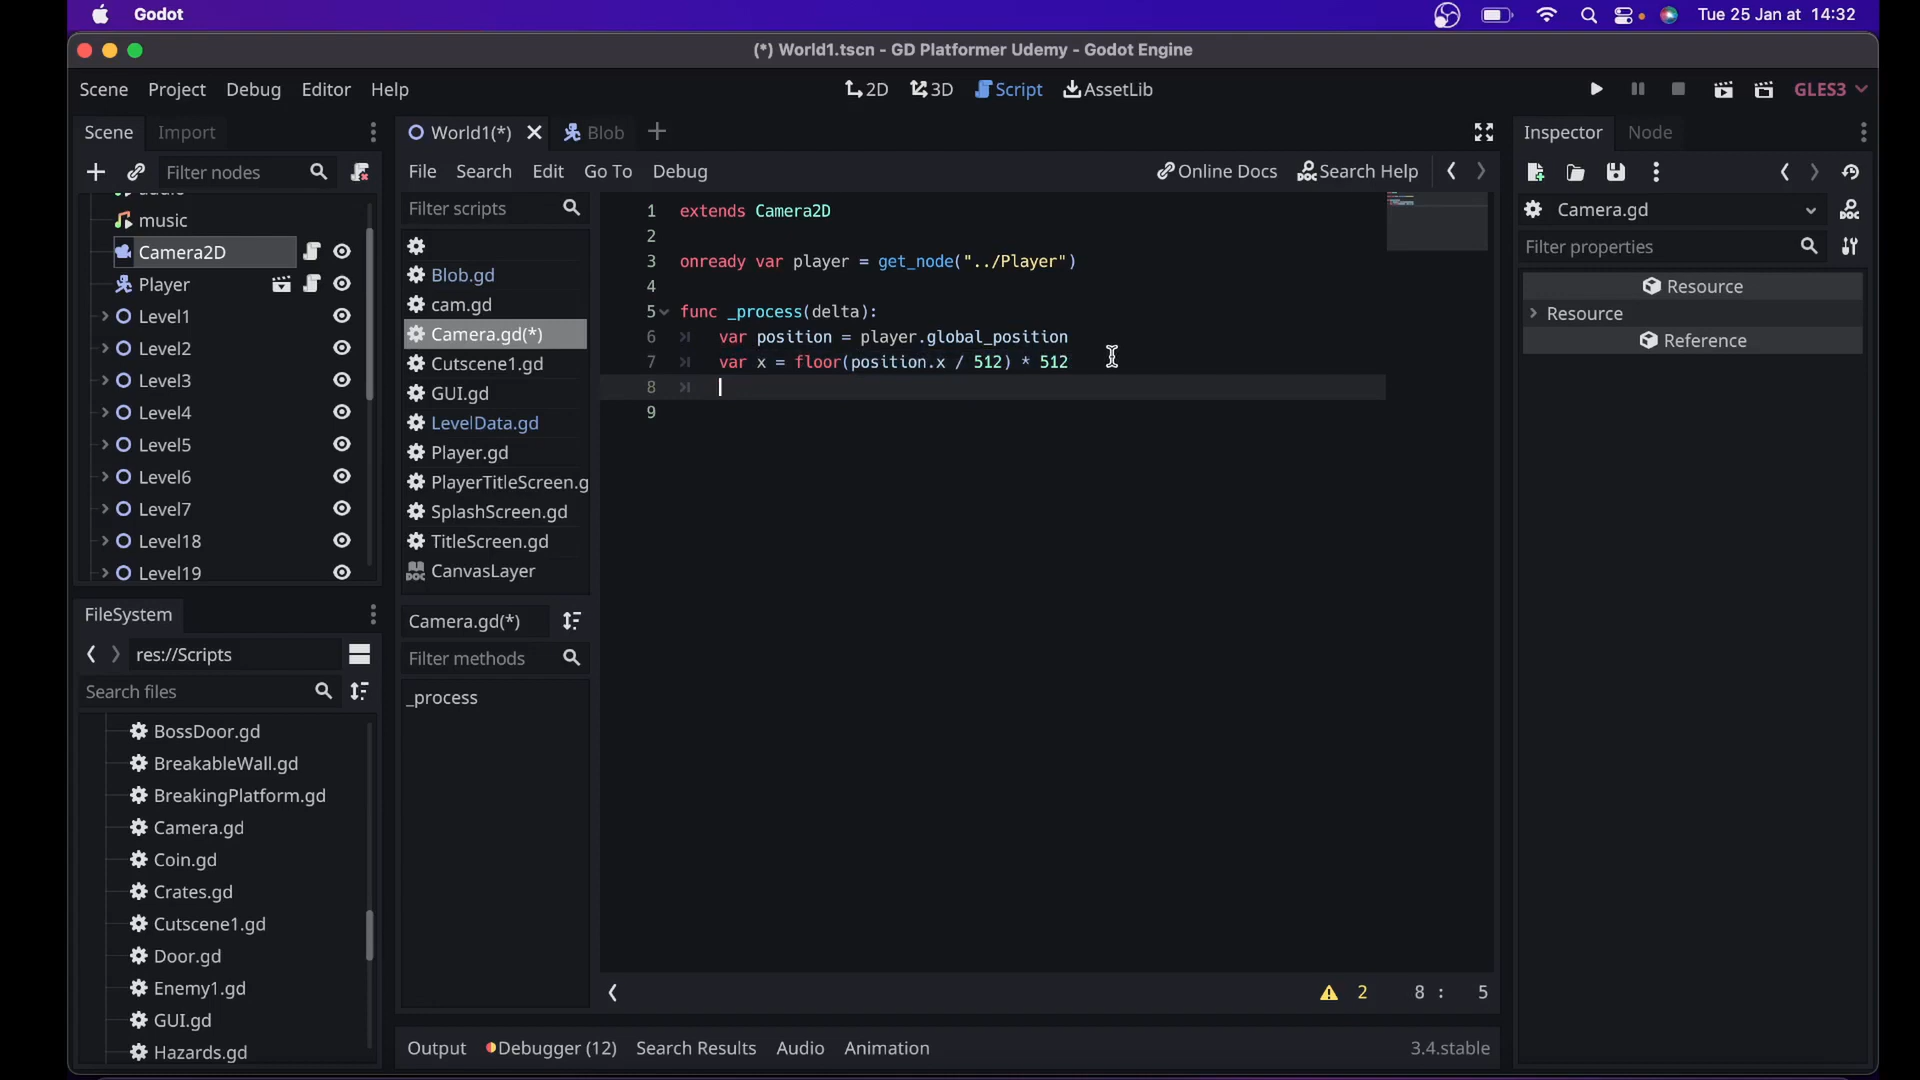 Godot
Tue 25 Jan at 14:32
(*) World1.tscn - GD Platformer Udemy - Godot Engine
Scene Project Debug Editor Help
2D 3D Script AssetLib
GLES3
Scene Import
World1(*) Blob
Inspector Node
Filter nodes
File Search Edit Go To Debug
Online Docs Search Help
music
Camera2D
Player
Level1
Level2
Level3
Level4
Level5
Level6
Level7
Level18
Level19
FileSystem
res://Scripts
Search files
BossDoor.gd
BreakableWall.gd
BreakingPlatform.gd
Camera.gd
Coin.gd
Crates.gd
Cutscene1.gd
Door.gd
Enemy1.gd
GUI.gd
Hazards.gd
Filter scripts
Blob.gd
cam.gd
Camera.gd(*)
Cutscene1.gd
GUI.gd
LevelData.gd
Player.gd
PlayerTitleScreen.g
SplashScreen.gd
TitleScreen.gd
DOC CanvasLayer
Camera.gd(*)
Filter methods
_process
1 extends Camera2D
2
3 onready var player = get_node("../Player")
4
5 func _process(delta):
6 var position = player.global_position
7 var x = floor(position.x / 512) * 512
8
9
2 8 : 5
Output Debugger (12) Search Results Audio Animation
3.4.stable
Camera.gd
DOC
Filter properties
Resource
Resource
Reference